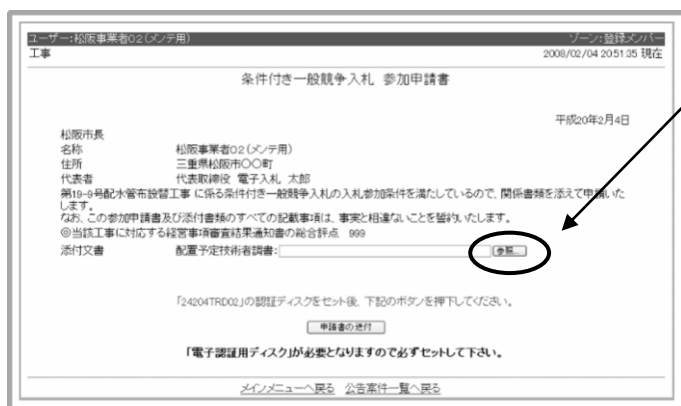 ユーザー:松阪事業者02(メンテ用) ゾーン:登録メンバー
工事 2008/02/04 20:51:35 現在
条件付き一般競争入札 参加申請書
平成20年2月4日
松阪市長
名称 松阪事業者02(メンテ用)
住所 三重県松阪市〇〇町
代表者 代表取締役 電子入札 太郎
第19-9号配水管布設替工事 に係る条件付き一般競争入札の入札参加条件を満たしているので、関係書類を添えて申請いた
します。
なお、この参加申請書及び添付書類のすべての記載事項は、事実と相違ないことを誓約いたします。
◎当該工事に対応する経営事項審査結果通知書の総合評点 999
添付文書 配置予定技術者調書: 参照...
「24204TRD02」の認証ディスクをセット後、下記のボタンを押下してください。
申請書の送付
「電子認証用ディスク」が必要となりますので必ずセットして下さい。
メインメニューへ戻る 公告案件一覧へ戻る